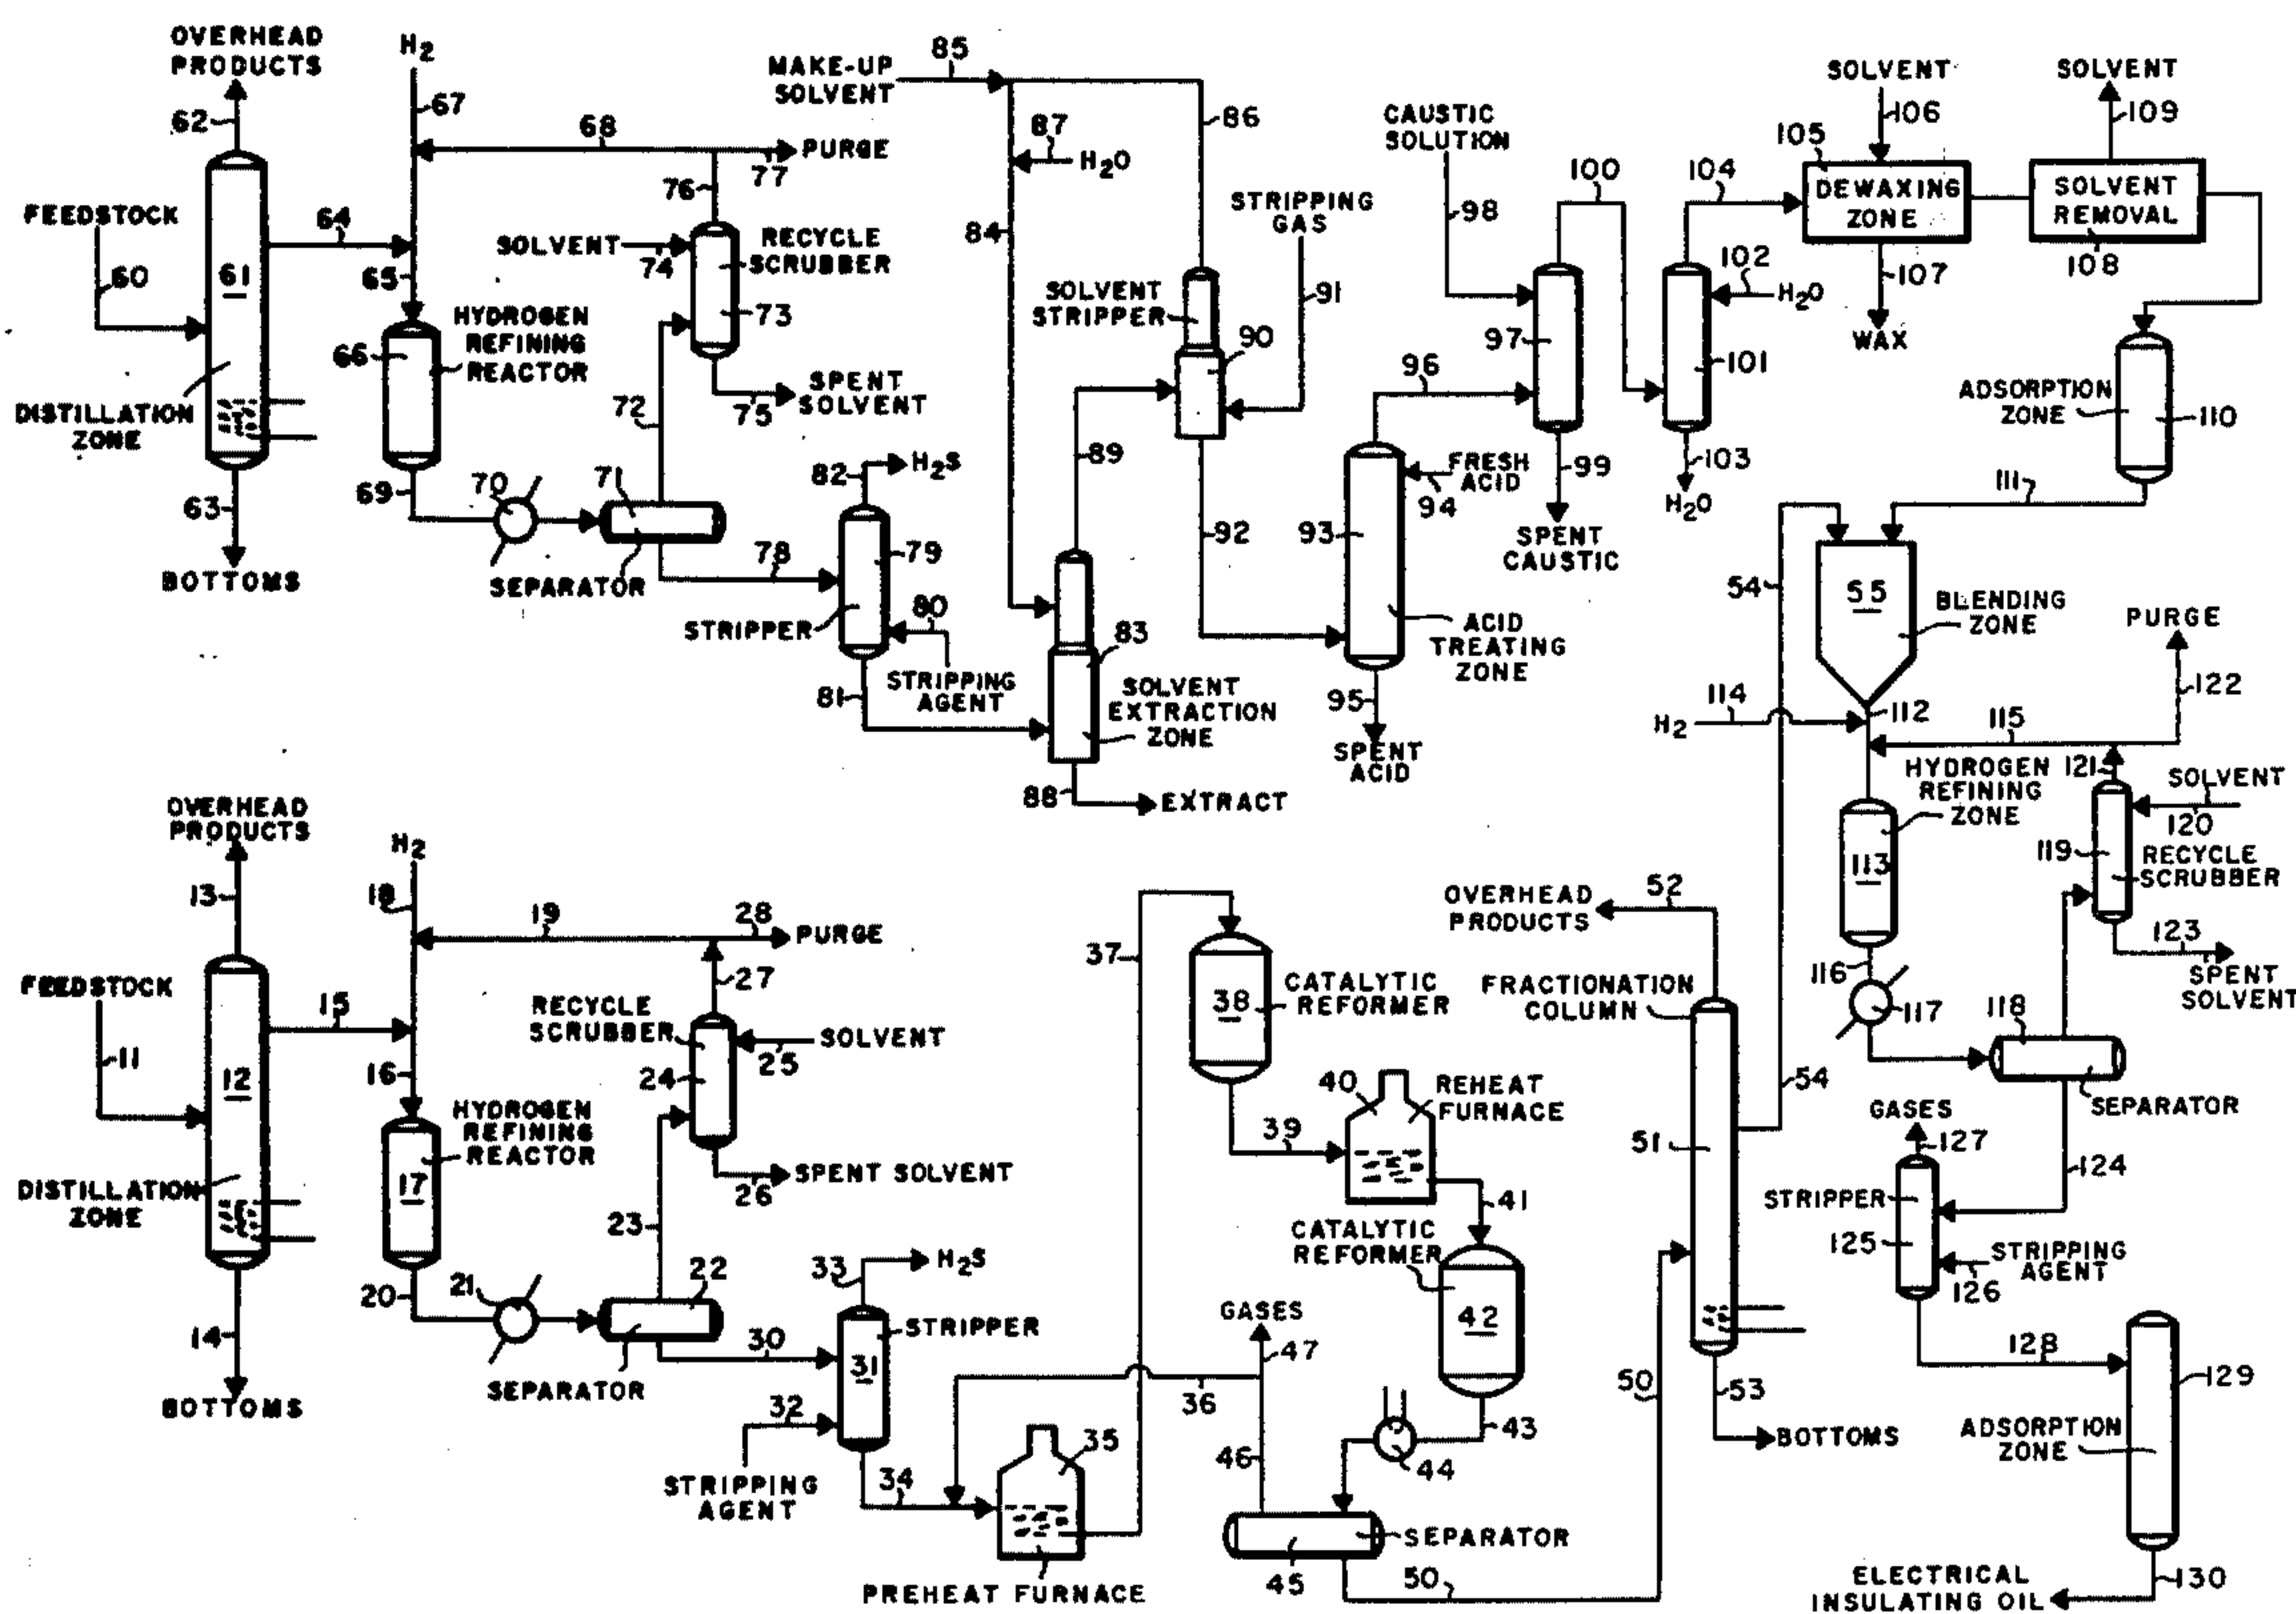 OVERHEAD
PRODUCTS
62
61
63
BOTTOMS
FEEDSTOCK
60
DISTILLATION
ZONE
64
H2
67
68
65
66
HYDROGEN
REFINING
REACTOR
69
70
71
SEPARATOR
72
SOLVENT
74
RECYCLE
SCRUBBER
73
76
77
PURGE
75
SPENT
SOLVENT
78
82
H2S
79
STRIPPER
80
STRIPPING
AGENT
81
MAKE-UP
SOLVENT
85
84
87
H2O
86
83
SOLVENT
EXTRACTION
ZONE
88
EXTRACT
89
SOLVENT
STRIPPER
90
STRIPPING
GAS
91
92
93
FRESH
ACID
94
ACID
TREATING
ZONE
95
SPENT
ACID
96
CAUSTIC
SOLUTION
98
97
99
SPENT
CAUSTIC
100
101
102
H2O
103
H2O
104
SOLVENT
106
105
DEWAXING
ZONE
107
WAX
SOLVENT
109
SOLVENT
REMOVAL
108
ADSORPTION
ZONE
110
111
54
55
BLENDING
ZONE
112
H2
114
115
PURGE
122
HYDROGEN
REFINING
ZONE
113
121
SOLVENT
120
119
RECYCLE
SCRUBBER
123
SPENT
SOLVENT
116
117
118
SEPARATOR
124
GASES
127
STRIPPER
125
STRIPPING
AGENT
126
128
129
ADSORPTION
ZONE
130
ELECTRICAL
INSULATING OIL
OVERHEAD
PRODUCTS
13
FEEDSTOCK
11
12
DISTILLATION
ZONE
14
BOTTOMS
15
H2
18
19
16
HYDROGEN
REFINING
REACTOR
17
20
21
22
SEPARATOR
23
RECYCLE
SCRUBBER
24
SOLVENT
25
27
28
PURGE
26
SPENT SOLVENT
30
33
H2S
STRIPPER
31
32
STRIPPING
AGENT
34
35
PREHEAT FURNACE
36
37
38
CATALYTIC
REFORMER
39
40
REHEAT
FURNACE
41
CATALYTIC
REFORMER
42
43
44
GASES
47
46
45
SEPARATOR
50
50
OVERHEAD
PRODUCTS
52
FRACTIONATION
COLUMN
51
54
53
BOTTOMS